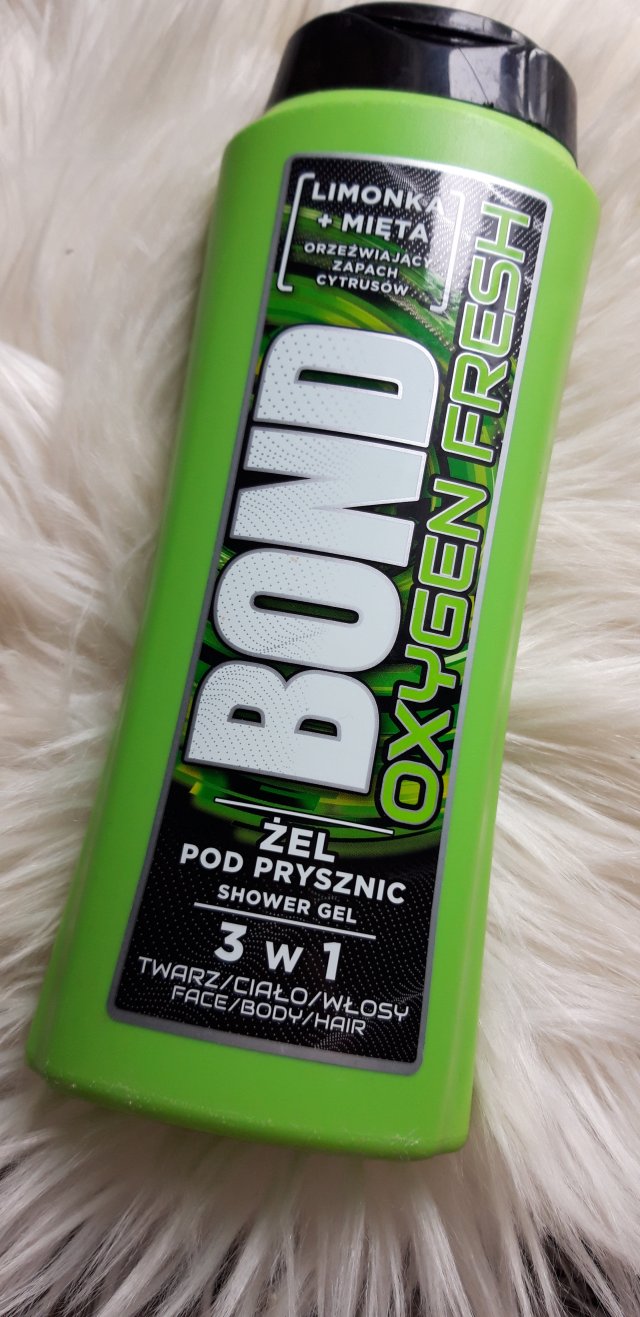 LIMONKA
+ MIĘTA
ORZEŹWIAJĄCY
ZAPACH
CYTRUSÓW
BOND
OXYGEN FRESH
ŻEL
POD PRYSZNIC
SHOWER GEL
3 w 1
TWARZ/CIAŁO/WŁOSY
FACE/BODY/HAIR